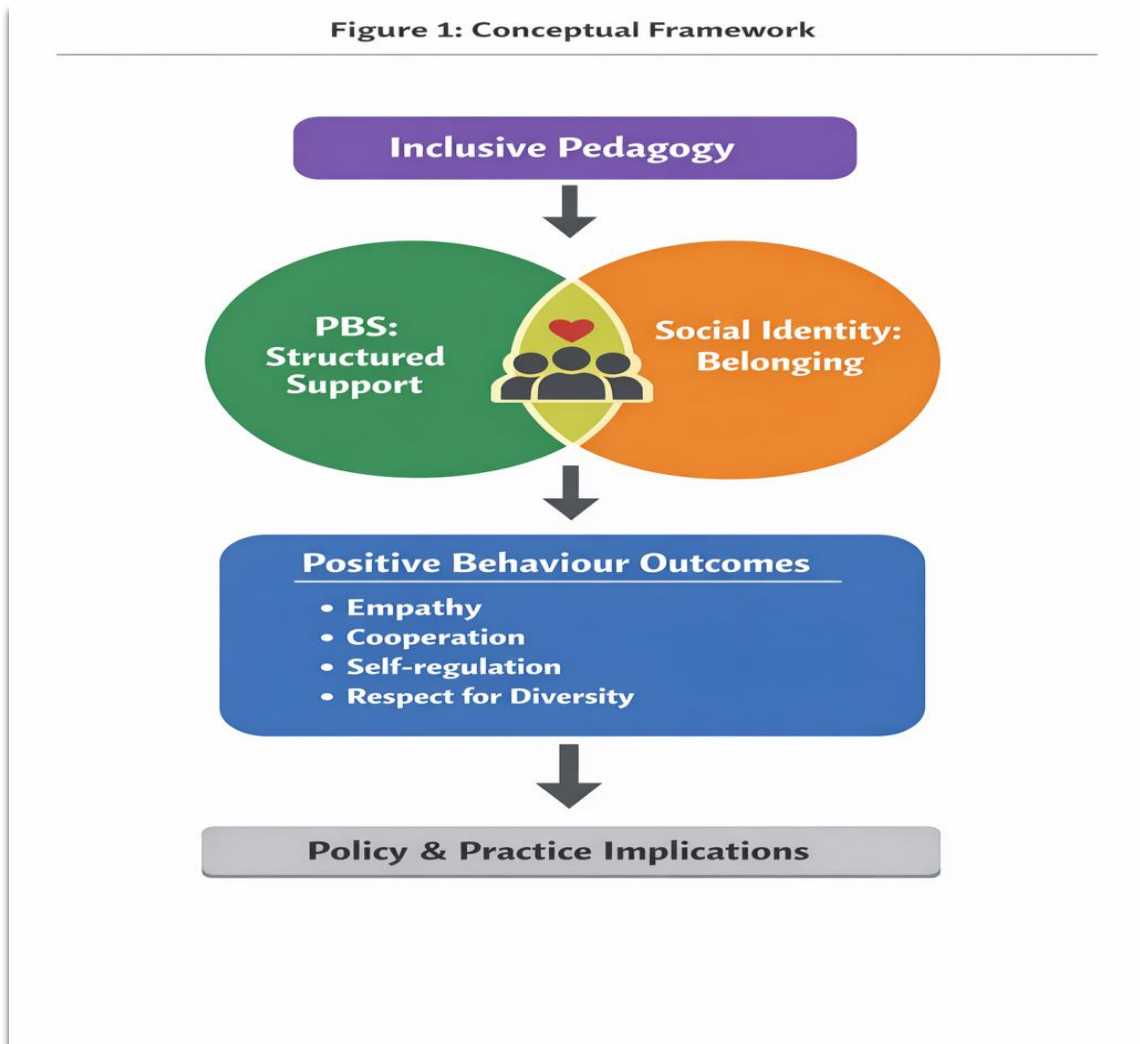 Figure 1: Conceptual Framework
Inclusive Pedagogy
PBS:
Structured
Support
Social Identity:
Belonging
Positive Behaviour Outcomes
• Empathy
• Cooperation
• Self-regulation
• Respect for Diversity
Policy & Practice Implications